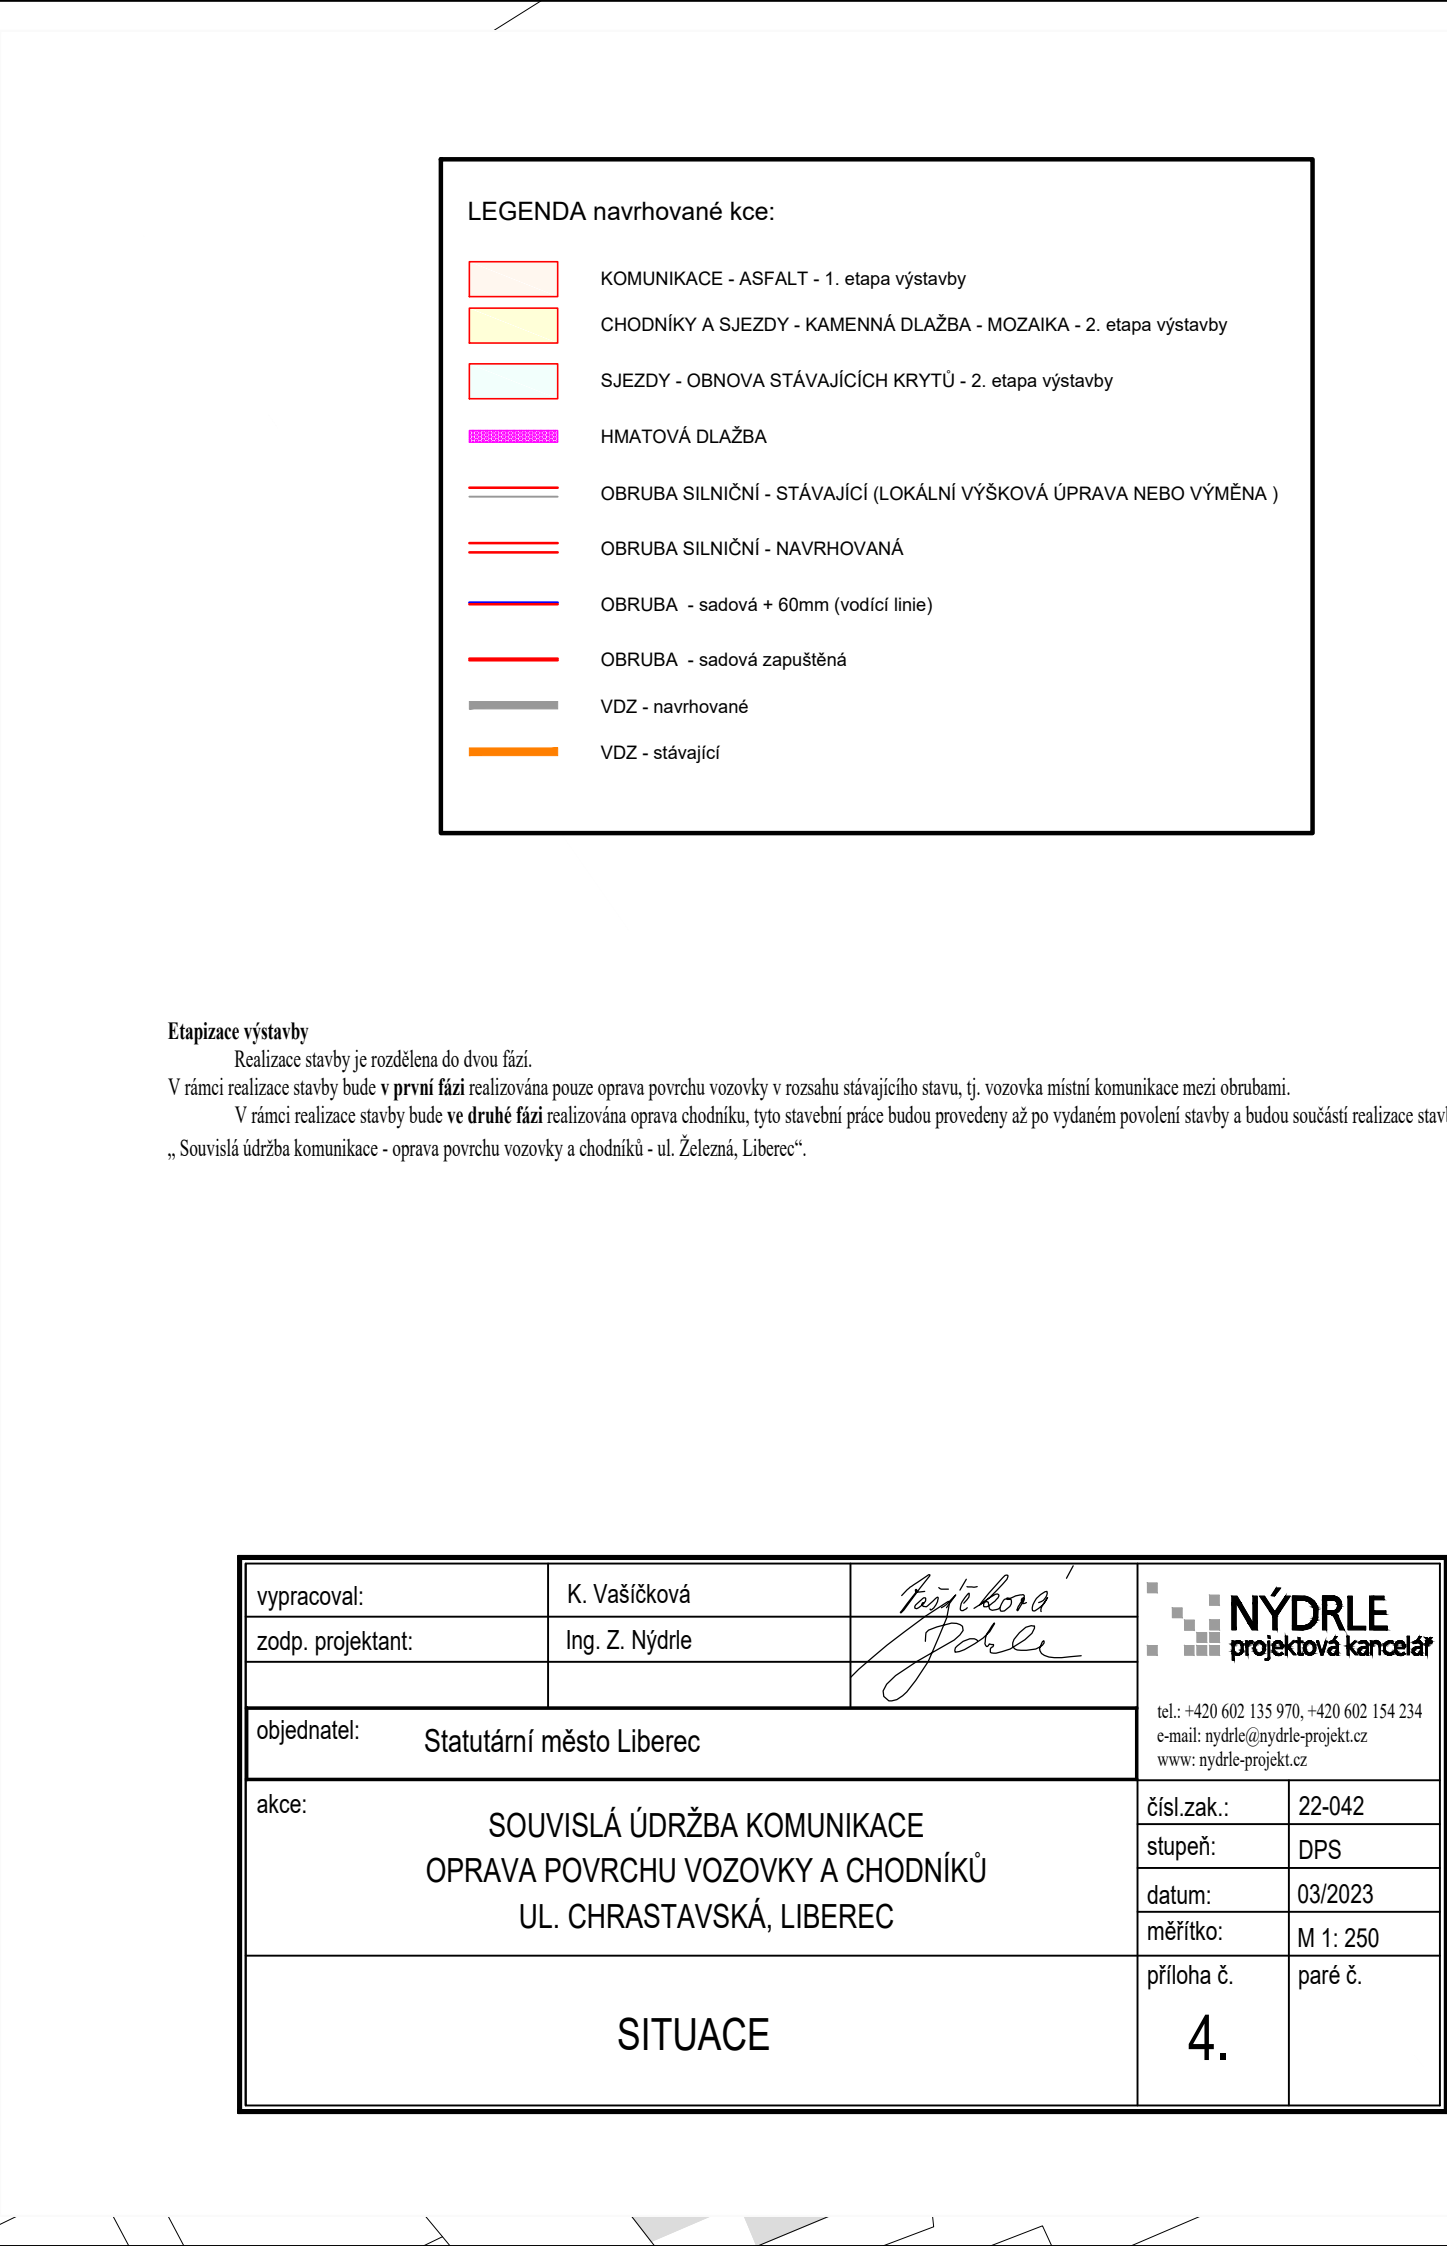 LEGENDA navrhované kce:
KOMUNIKACE - ASFALT - 1. etapa výstavby
CHODNÍKY A SJEZDY - KAMENNÁ DLAŽBA - MOZAIKA - 2. etapa výstavby
SJEZDY - OBNOVA STÁVAJÍCÍCH KRYTŮ - 2. etapa výstavby
HMATOVÁ DLAŽBA
OBRUBA SILNIČNÍ - STÁVAJÍCÍ (LOKÁLNÍ VÝŠKOVÁ ÚPRAVA NEBO VÝMĚNA )
OBRUBA SILNIČNÍ - NAVRHOVANÁ
OBRUBA - sadová + 60mm (vodící linie)
OBRUBA - sadová zapuštěná
VDZ - navrhované
VDZ - stávající
Etapizace výstavby
Realizace stavby je rozdělena do dvou fází.
V rámci realizace stavby bude v první fázi realizována pouze oprava povrchu vozovky v rozsahu stávajícího stavu, tj. vozovka místní komunikace mezi obrubami.
V rámci realizace stavby bude ve druhé fázi realizována oprava chodníku, tyto stavební práce budou provedeny až po vydaném povolení stavby a budou součástí realizace
„ Souvislá údržba komunikace - oprava povrchu vozovky a chodníků - ul. Železná, Liberec“.
vypracoval: K. Vašíčková Vašíčková
zodp. projektant: Ing. Z. Nýdrle
NÝDRLE
projektová kancelář
tel.: +420 602 135 970, +420 602 154 234
e-mail: nydrle@nydrle-projekt.cz
www: nydrle-projekt.cz
objednatel: Statutární město Liberec
akce:
SOUVISLÁ ÚDRŽBA KOMUNIKACE
OPRAVA POVRCHU VOZOVKY A CHODNÍKŮ
UL. CHRASTAVSKÁ, LIBEREC
čísl.zak.: 22-042
stupeň: DPS
datum: 03/2023
měřítko: M 1: 250
příloha č. paré č.
4.
SITUACE